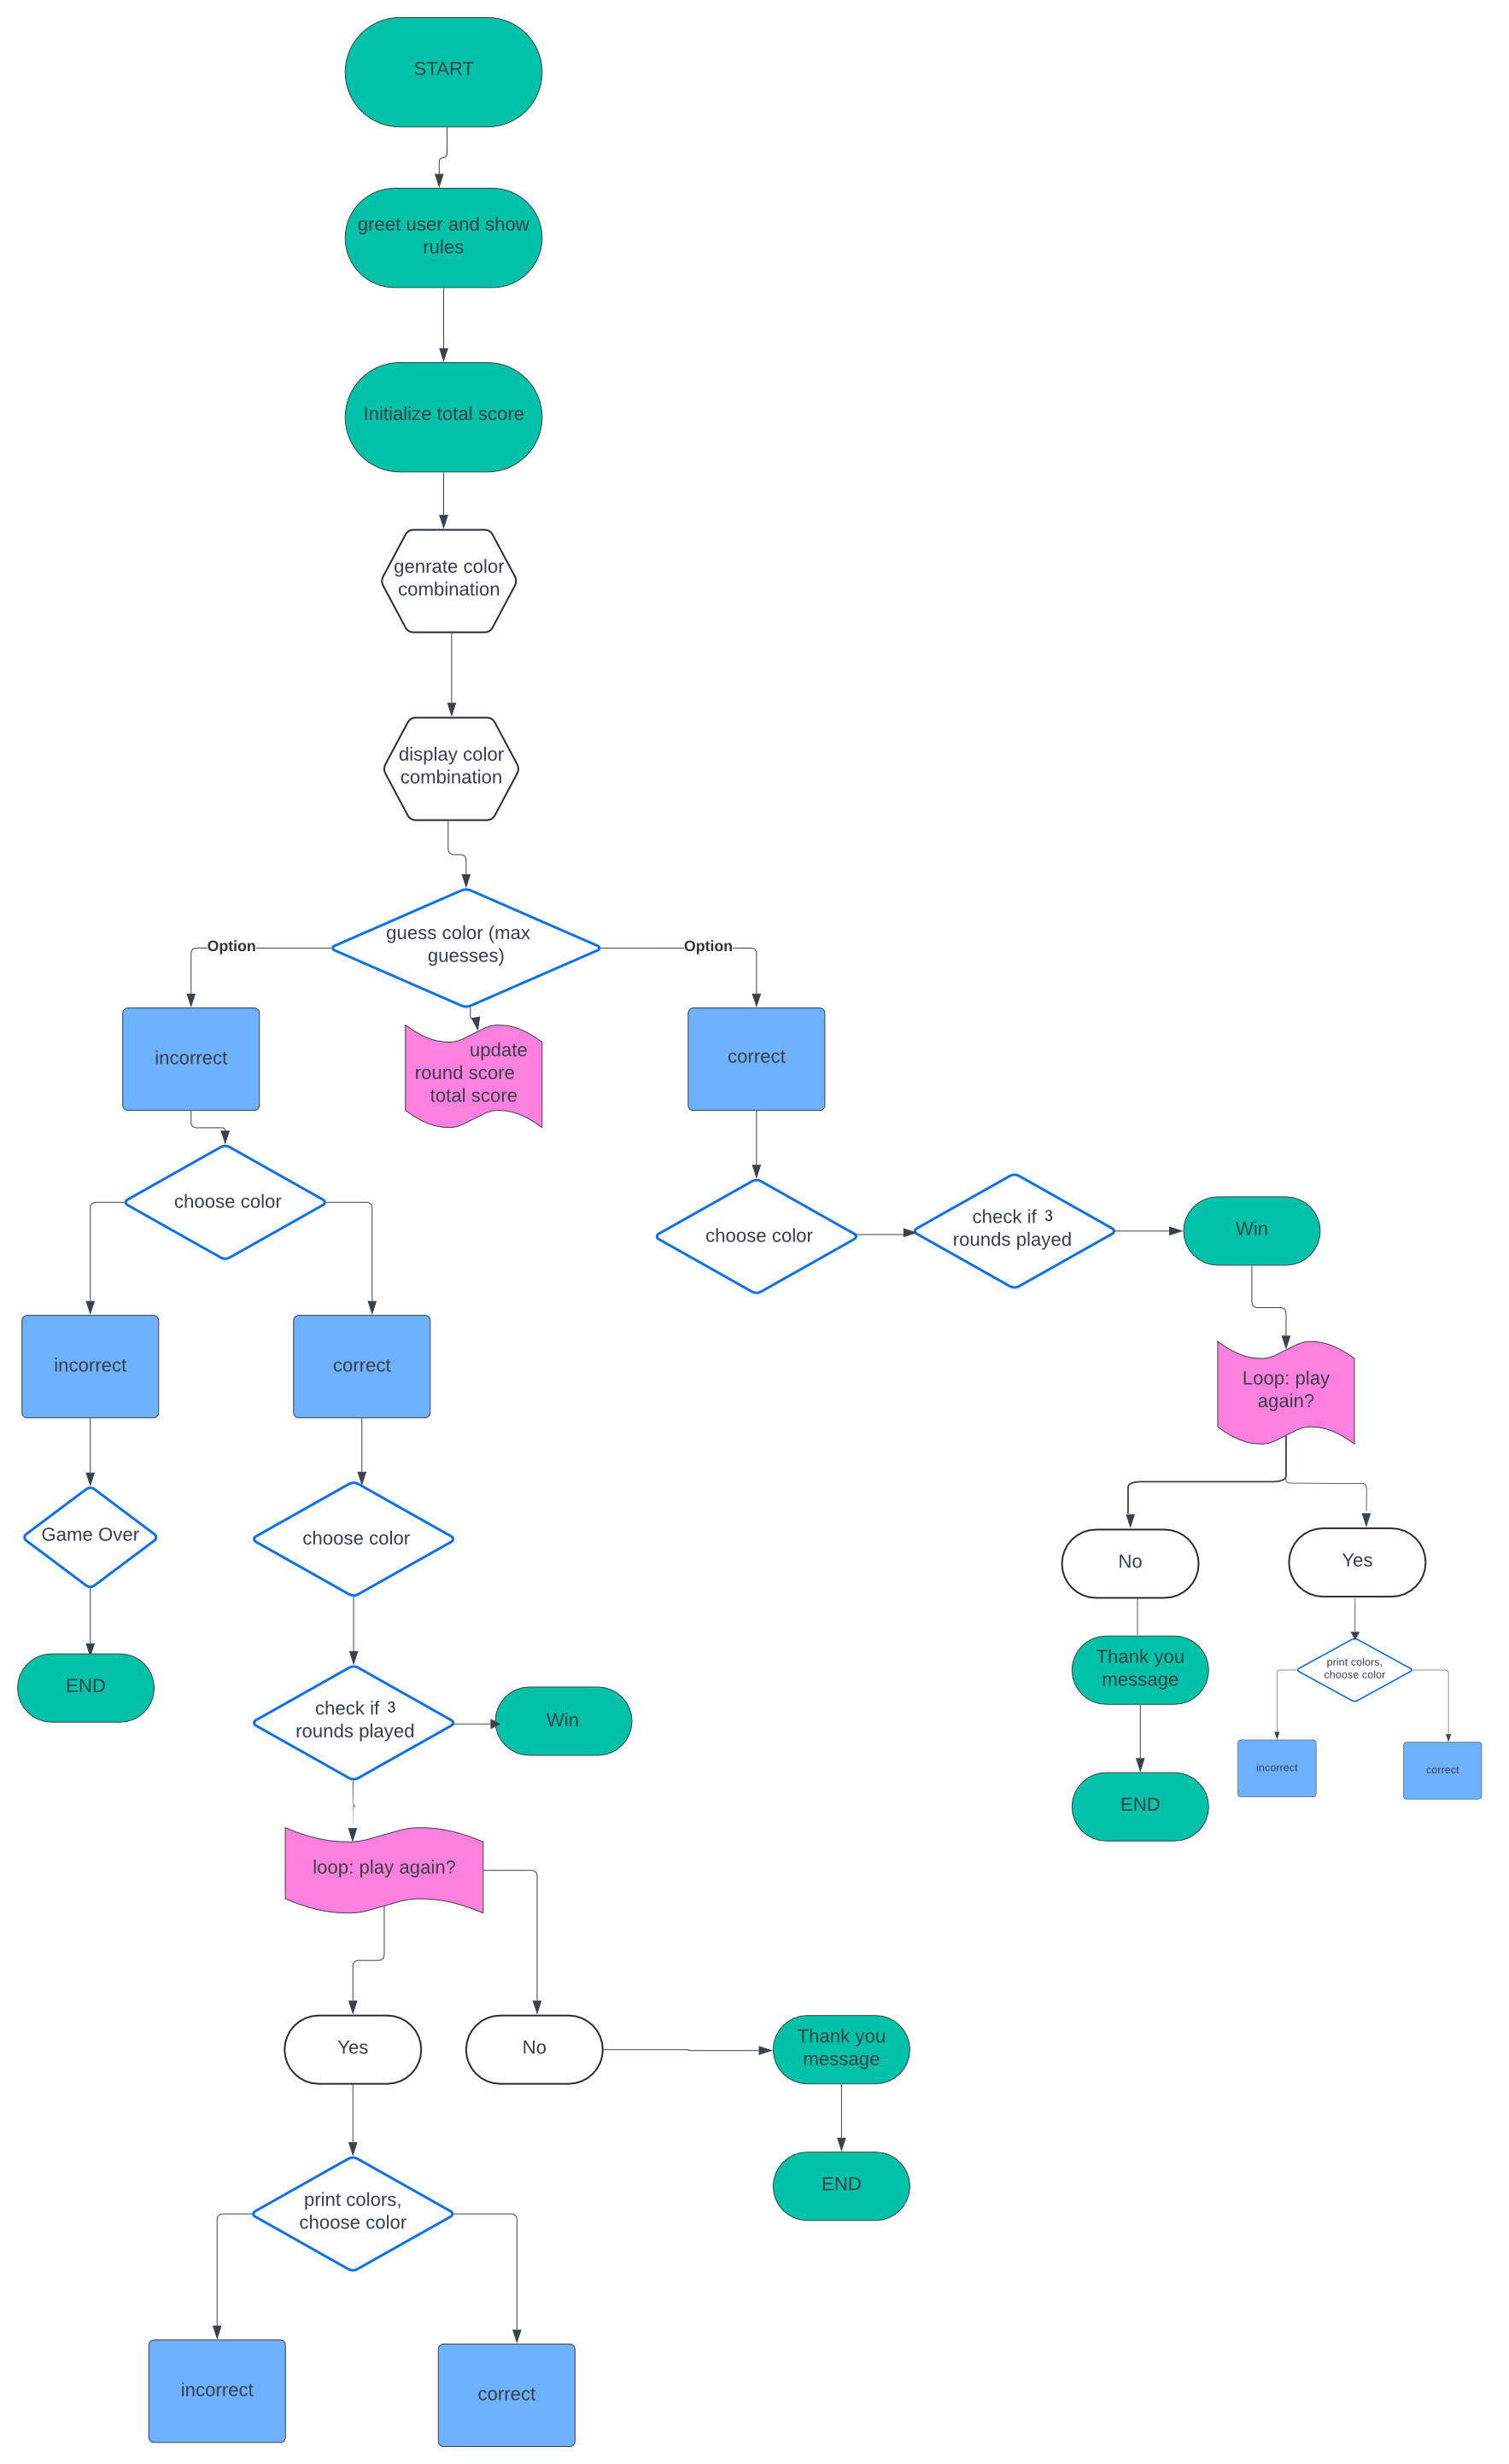 START
greet user and show
rules
Initialize total score
genrate color
combination
display color
combination
guess color (max
guesses)
Option
Option
incorrect
update
round score
total score
correct
choose color
choose color
check if 3
rounds played
Win
incorrect
correct
Loop: play
again?
Game Over
choose color
No
Yes
END
Thank you
message
print colors,
choose color
check if 3
rounds played
Win
incorrect
correct
END
loop: play again?
Yes
No
Thank you
message
END
print colors,
choose color
incorrect
correct